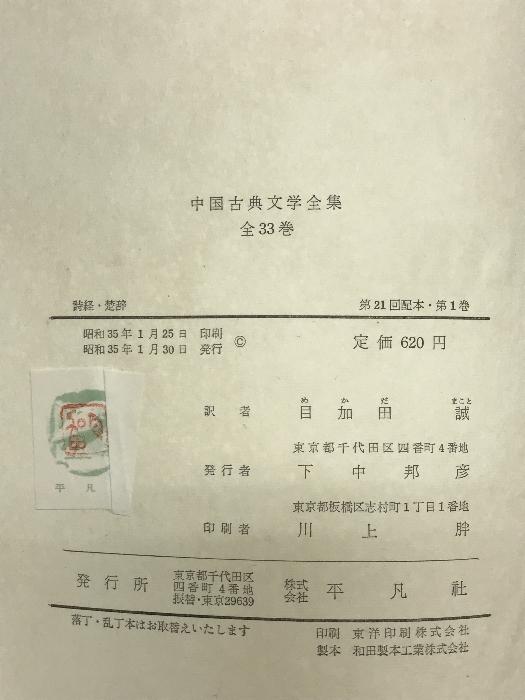 中国古典文学全集
全33巻
詩経・楚辞 第21回配本・第1巻
昭和35年1月25日 印刷
昭和35年1月30日 発行
©
定価 620円
めかだ まこと
訳者 目加田 誠
東京都千代田区四番町4番地
発行者 下中邦彦
東京都板橋区志村町1丁目1番地
印刷者 川上胖
平凡
発行所
東京都千代田区
四番町4番地
振替・東京29639
株式会社 平凡社
落丁・乱丁本はお取替えいたします
印刷 東洋印刷株式会社
製本 和田製本工業株式会社